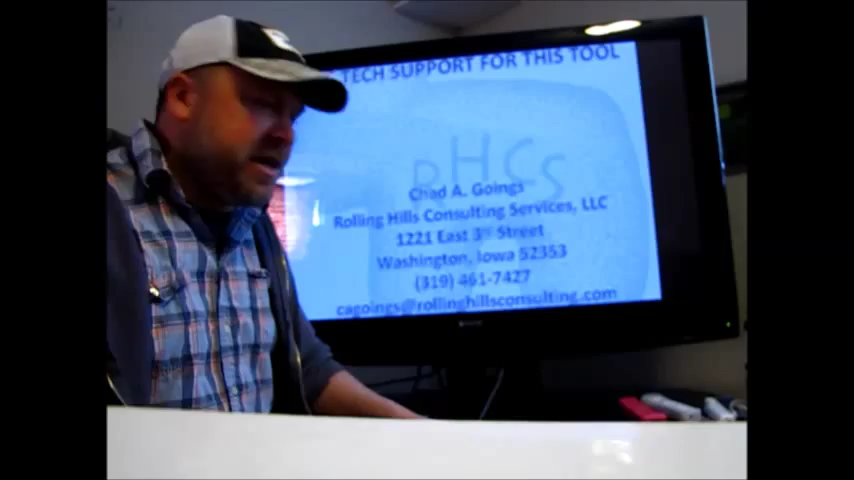 TECH SUPPORT FOR THIS TOOL
RHCS
Chad A. Goings
Rolling Hills Consulting Services, LLC
1221 East 3rd Street
Washington, Iowa 52353
(319) 461-7427
cagoings@rollinghillsconsulting.com